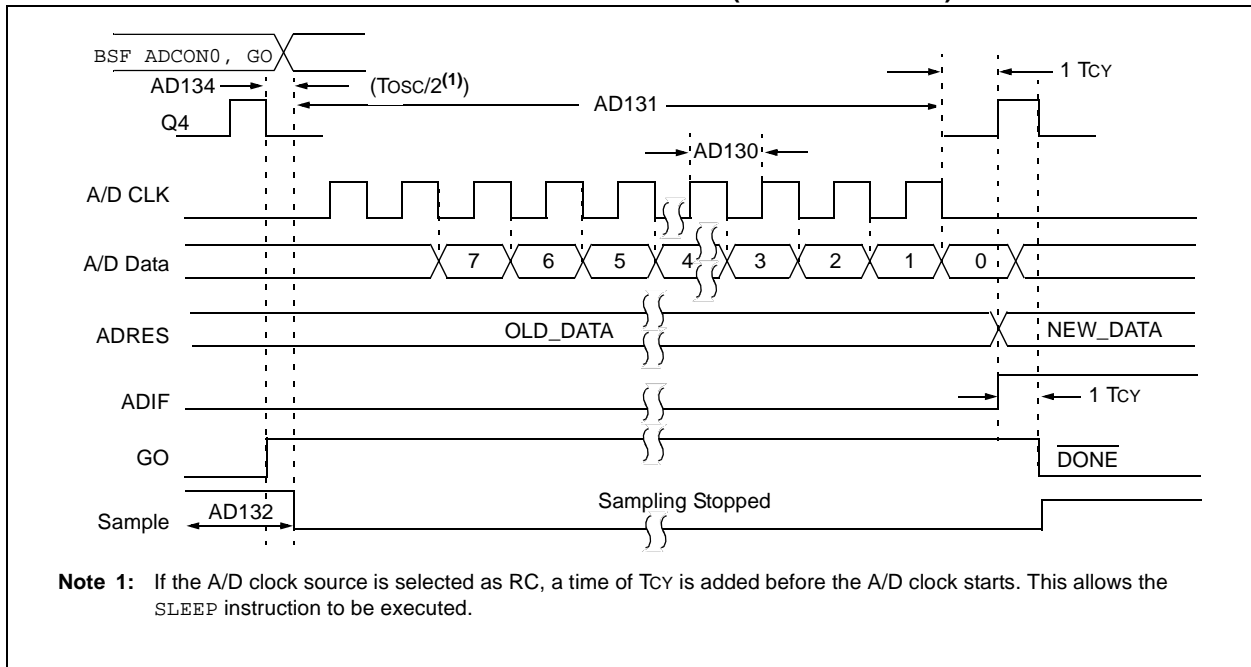 BSF ADCON0, GO
AD134
(TOSC/2(1))
AD131
1 TCY
Q4
AD130
A/D CLK
A/D Data
7 6 5 4 3 2 1 0
ADRES
OLD_DATA
NEW_DATA
ADIF
1 TCY
GO
DONE
Sampling Stopped
Sample
AD132
Note 1: If the A/D clock source is selected as RC, a time of TCY is added before the A/D clock starts. This allows the
SLEEP instruction to be executed.